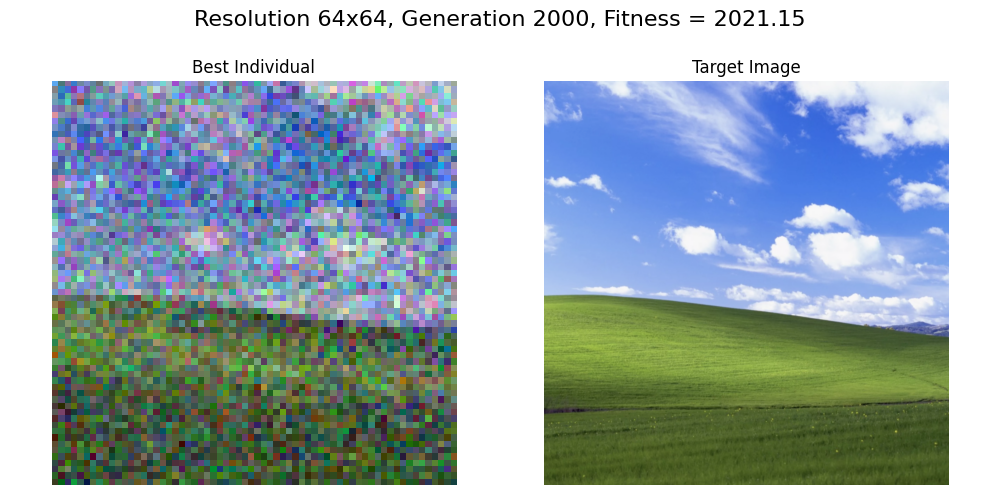 Resolution 64x64, Generation 2000, Fitness = 2021.15
Best Individual
Target Image